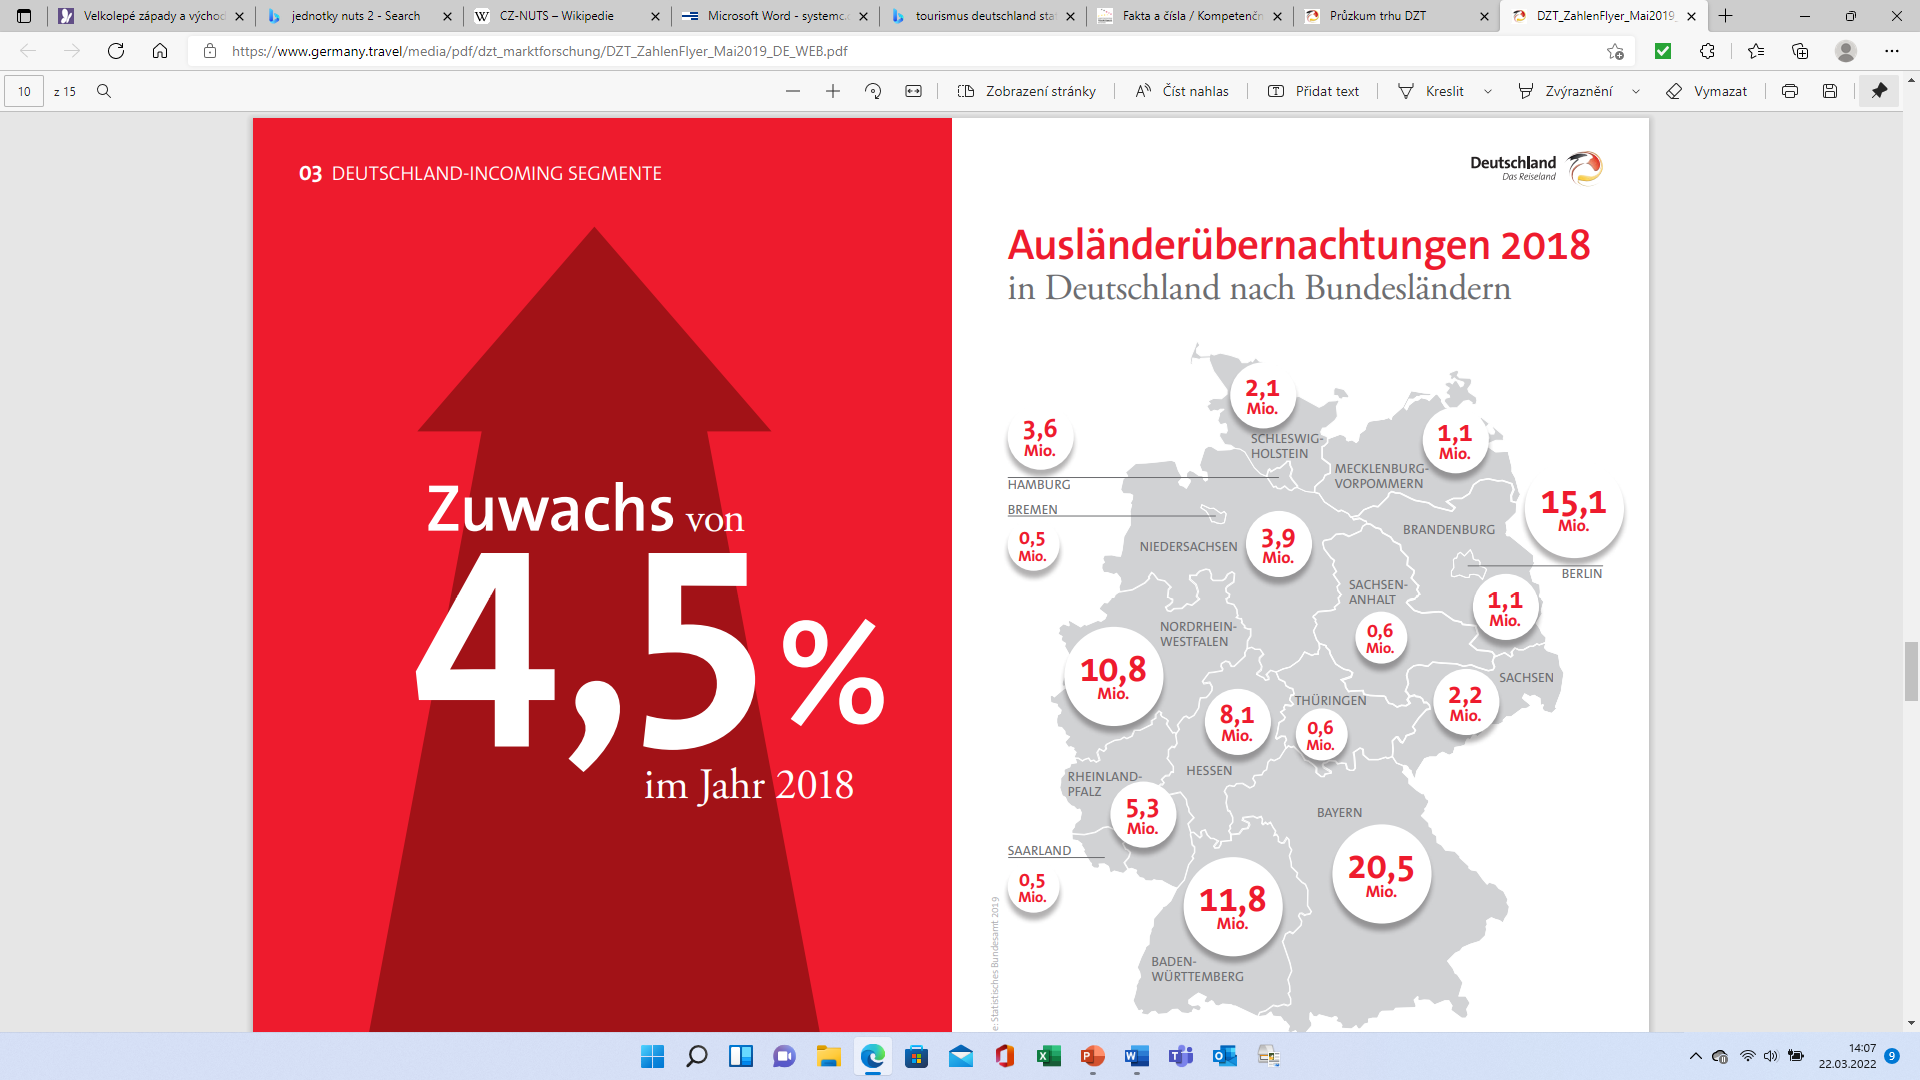 Velkolepé západy a východ
jednotky nuts 2 - Search
CZ-NUTS – Wikipedie
Microsoft Word - systemc.
tourismus deutschland sta
Fakta a čísla / Kompetenčn
Průzkum trhu DZT
DZT_ZahlenFlyer_Mai2019_
https://www.germany.travel/media/pdf/dzt_marktforschung/DZT_ZahlenFlyer_Mai2019_DE_WEB.pdf
10 z 15
Zobrazení stránky
Číst nahlas
Přidat text
Kreslit
Zvýraznění
Vymazat
03 DEUTSCHLAND-INCOMING SEGMENTE
Zuwachs von
4,5%
im Jahr 2018
Deutschland
Das Reiseland
Ausländerübernachtungen 2018
in Deutschland nach Bundesländern
2,1
Mio.
SCHLESWIG-
HOLSTEIN
3,6
Mio.
HAMBURG
1,1
Mio.
MECKLENBURG-
VORPOMMERN
BREMEN
0,5
Mio.
NIEDERSACHSEN
3,9
Mio.
BRANDENBURG
15,1
Mio.
BERLIN
1,1
Mio.
SACHSEN-
ANHALT
0,6
Mio.
NORDRHEIN-
WESTFALEN
10,8
Mio.
SACHSEN
2,2
Mio.
THÜRINGEN
0,6
Mio.
8,1
Mio.
HESSEN
RHEINLAND-
PFALZ
5,3
Mio.
BAYERN
20,5
Mio.
SAARLAND
0,5
Mio.
11,8
Mio.
BADEN-
WÜRTTEMBERG
e: Statistisches Bundesamt 2019
14:07
22.03.2022
9